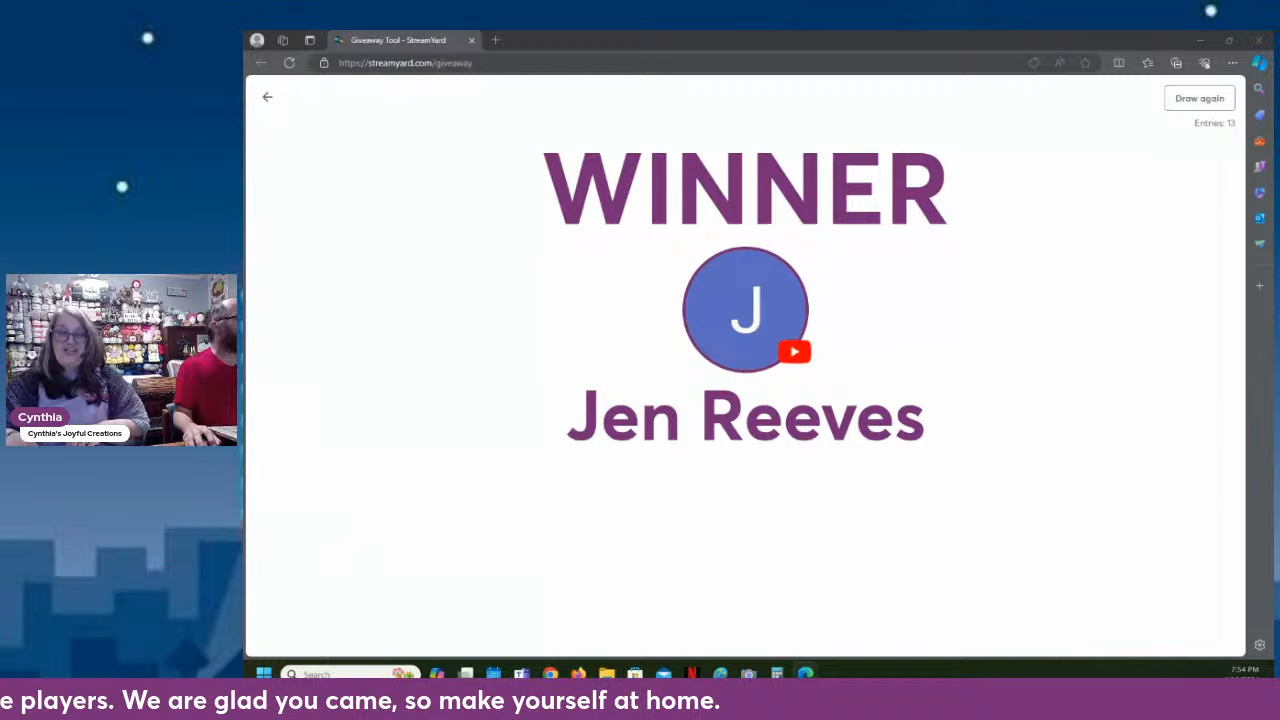 Giveaway Tool - StreamYard
https://streamyard.com/giveaway
Draw again
Entries: 13
WINNER
J
Jen Reeves
Cynthia
Cynthia's Joyful Creations
Search
7:54 PM
e players. We are glad you came, so make yourself at home.